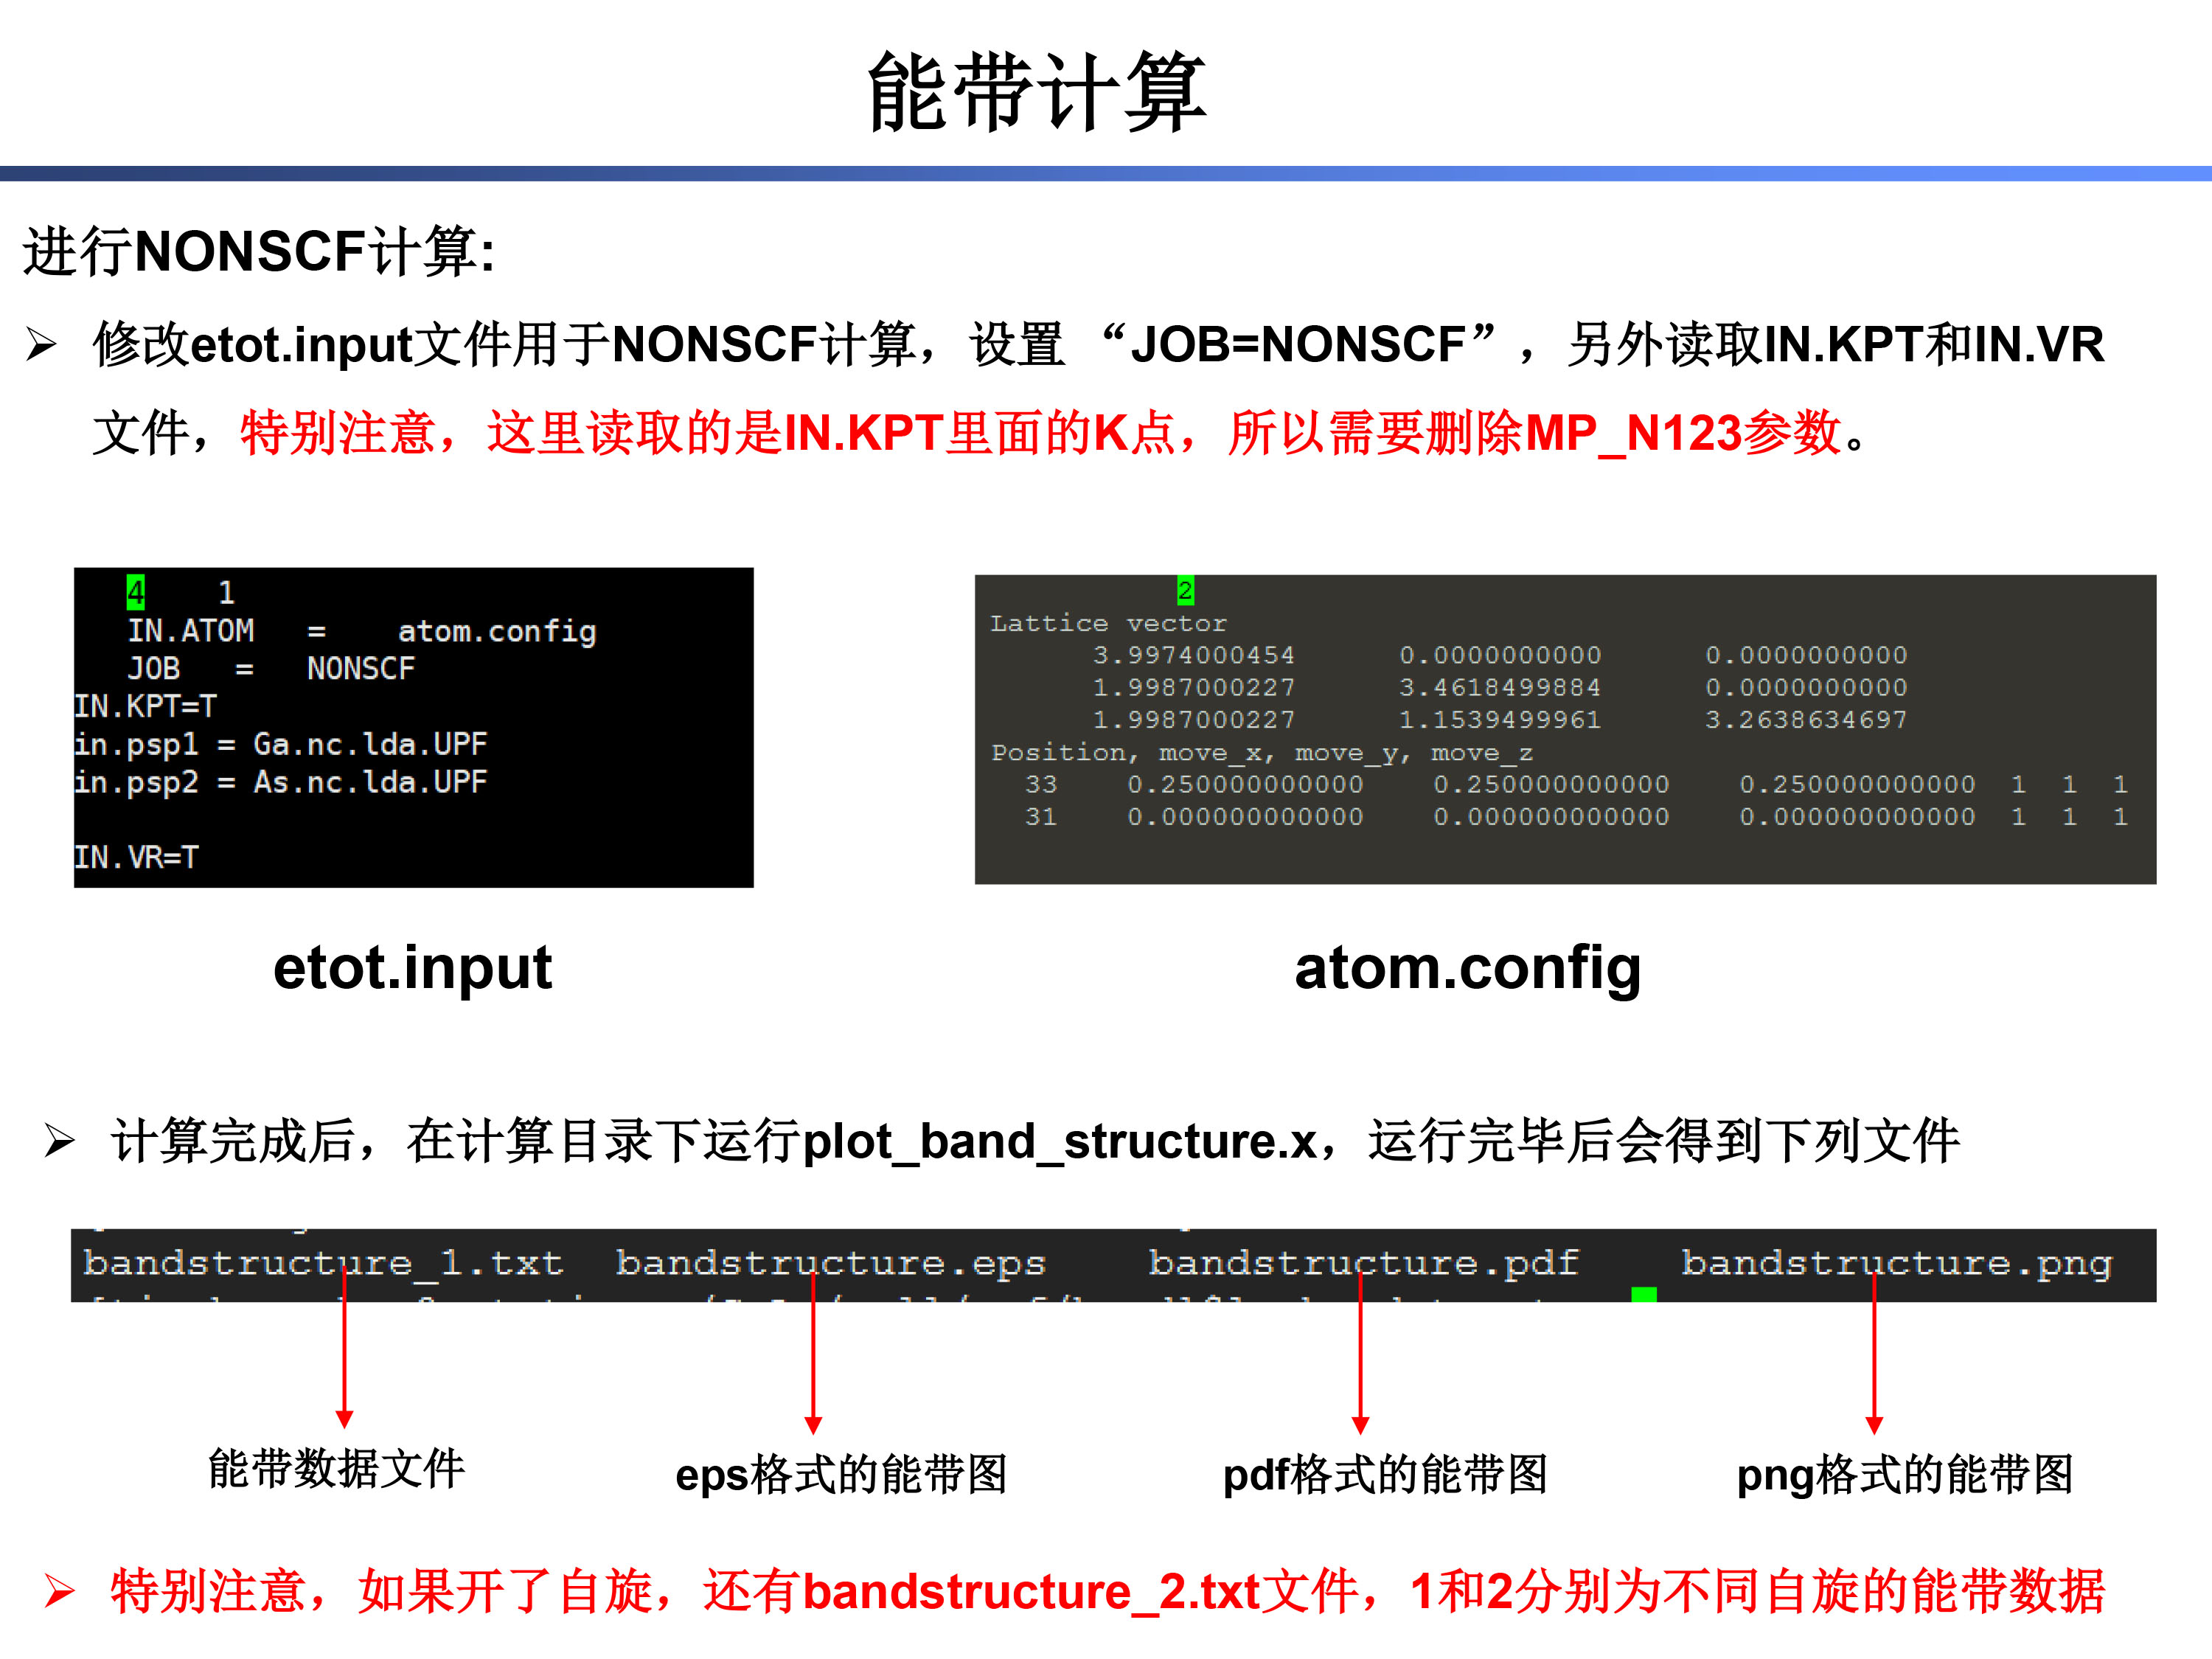 能带计算
进行NONSCF计算:
➢ 修改etot.input文件用于NONSCF计算，设置 “JOB=NONSCF”，另外读取IN.KPT和IN.VR
文件，特别注意，这里读取的是IN.KPT里面的K点，所以需要删除MP_N123参数。
4 1
IN.ATOM = atom.config
JOB = NONSCF
IN.KPT=T
in.psp1 = Ga.nc.lda.UPF
in.psp2 = As.nc.lda.UPF
IN.VR=T
2
Lattice vector
3.9974000454 0.0000000000 0.0000000000
1.9987000227 3.4618499884 0.0000000000
1.9987000227 1.1539499961 3.2638634697
Position, move_x, move_y, move_z
33 0.250000000000 0.250000000000 0.250000000000 1 1 1
31 0.000000000000 0.000000000000 0.000000000000 1 1 1
etot.input
atom.config
➢ 计算完成后，在计算目录下运行plot_band_structure.x，运行完毕后会得到下列文件
bandstructure_1.txt bandstructure.eps bandstructure.pdf bandstructure.png
能带数据文件
eps格式的能带图
pdf格式的能带图
png格式的能带图
➢ 特别注意，如果开了自旋，还有bandstructure_2.txt文件，1和2分别为不同自旋的能带数据